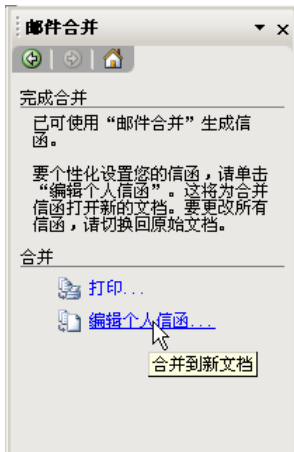 邮件合并
完成合并
已可使用“邮件合并”生成信
函。
要个性化设置您的信函，请单击
“编辑个人信函”。这将为合并
信函打开新的文档。要更改所有
信函，请切换回原始文档。
合并
打印...
编辑个人信函...
合并到新文档